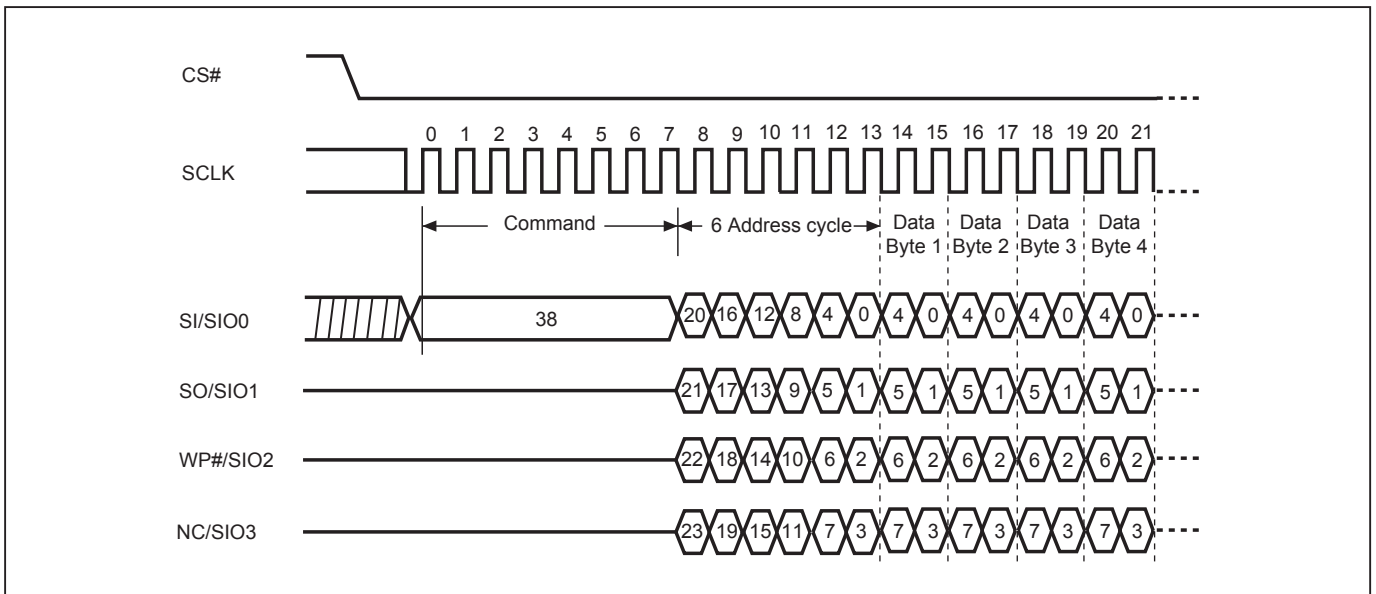 CS#
0 1 2 3 4 5 6 7 8 9 10 11 12 13 14 15 16 17 18 19 20 21
SCLK
Command 6 Address cycle Data Byte 1 Data Byte 2 Data Byte 3 Data Byte 4
SI/SIO0 38 20 16 12 8 4 0 4 0 4 0 4 0 4 0
SO/SIO1 21 17 13 9 5 1 5 1 5 1 5 1 5 1
WP#/SIO2 22 18 14 10 6 2 6 2 6 2 6 2 6 2
NC/SIO3 23 19 15 11 7 3 7 3 7 3 7 3 7 3